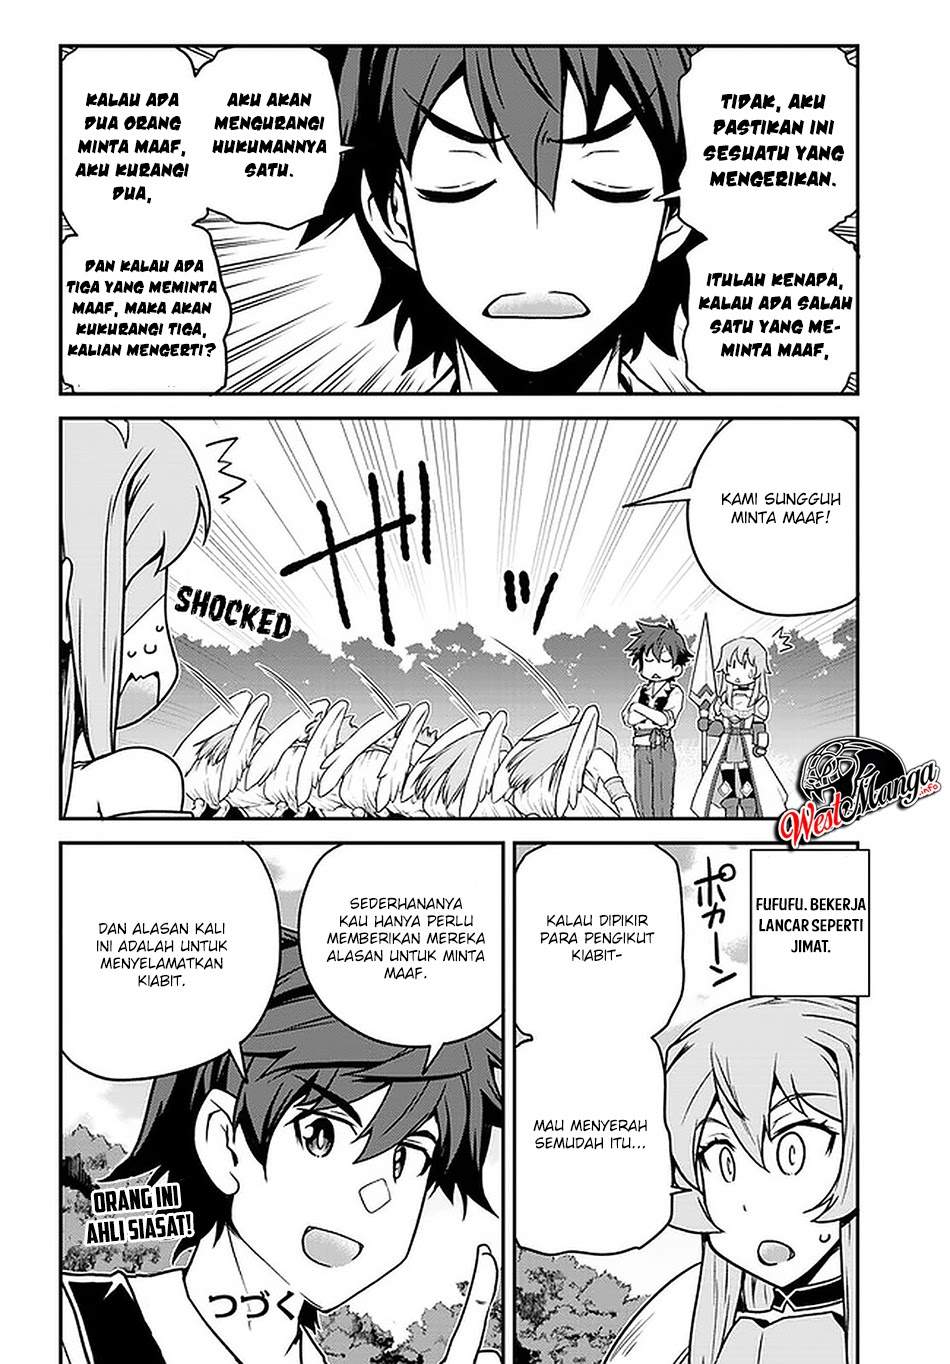 TIDAK, AKU
PASTIKAN INI
SESUATU YANG
MENGERIKAN.
ITULAH KENAPA,
KALAU ADA SALAH
SATU YANG ME-
MINTA MAAF,
AKU AKAN
MENGURANGI
HUKUMANNYA
SATU.
KALAU ADA
DUA ORANG
MINTA MAAF,
AKU KURANGI
DUA,
DAN KALAU ADA
TIGA YANG MEMINTA
MAAF, MAKA AKAN
KUKURANGI TIGA,
KALIAN MENGERTI?
KAMI SUNGGUH
MINTA MAAF!
ザザッ
SHOCKED
WestManga
.info
FUFUFU. BEKERJA
LANCAR SEPERTI
JIMAT.
ポカーン
KALAU DIPIKIR
PARA PENGIKUT
KIABIT-
MAU MENYERAH
SEMUDAH ITU...
SEDERHANANYA
KAU HANYA PERLU
MEMBERIKAN MEREKA
ALASAN UNTUK MINTA
MAAF.
DAN ALASAN KALI
INI ADALAH UNTUK
MENYELAMATKAN
KIABIT.
ORANG INI
AHLI SIASAT!
つづく